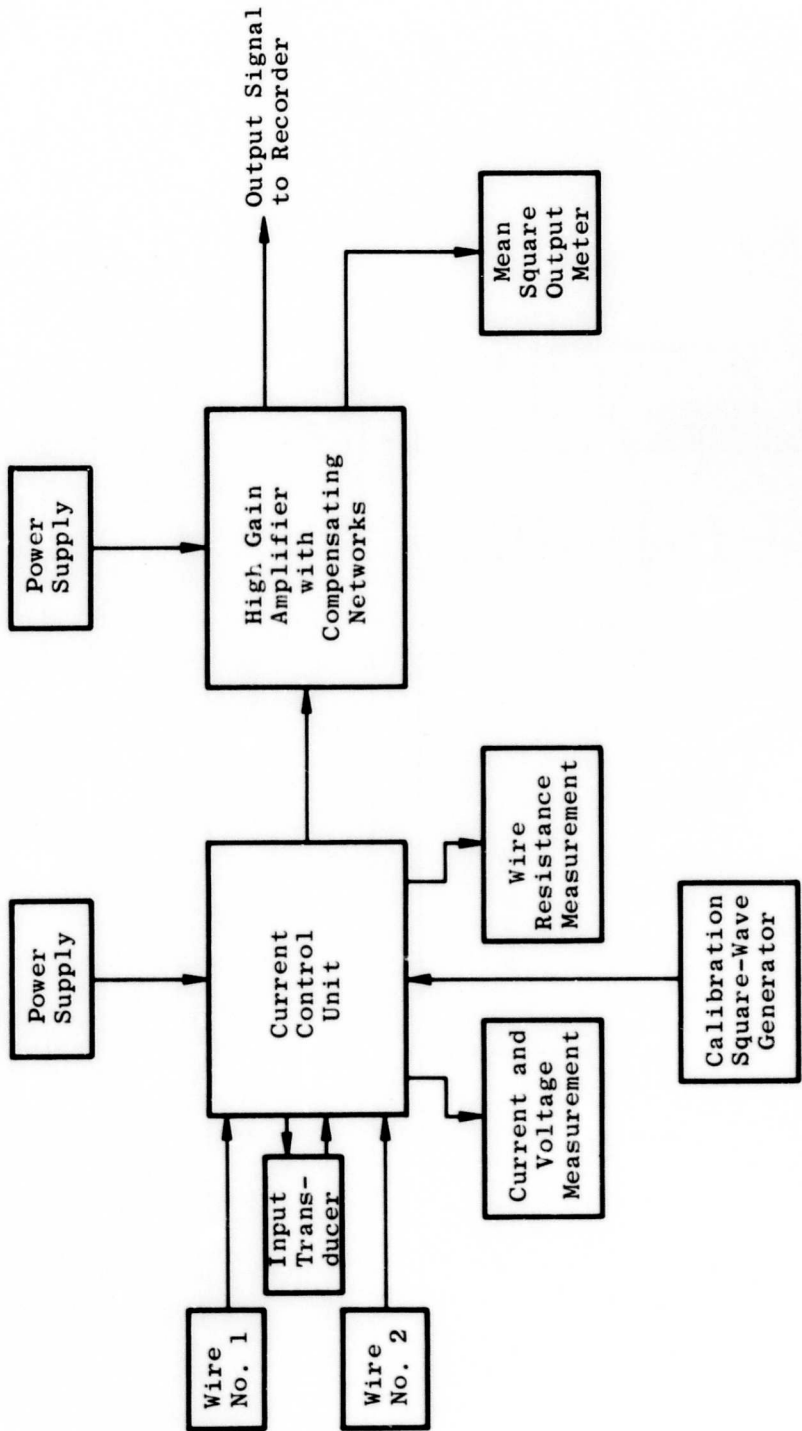 Wire
No. 1
Wire
No. 2
Input
Trans-
ducer
Power
Supply
Current
Control
Unit
Current and
Voltage
Measurement
Wire
Resistance
Measurement
Calibration
Square-Wave
Generator
Power
Supply
High Gain
Amplifier
with
Compensating
Networks
Output Signal
to Recorder
Mean
Square
Output
Meter